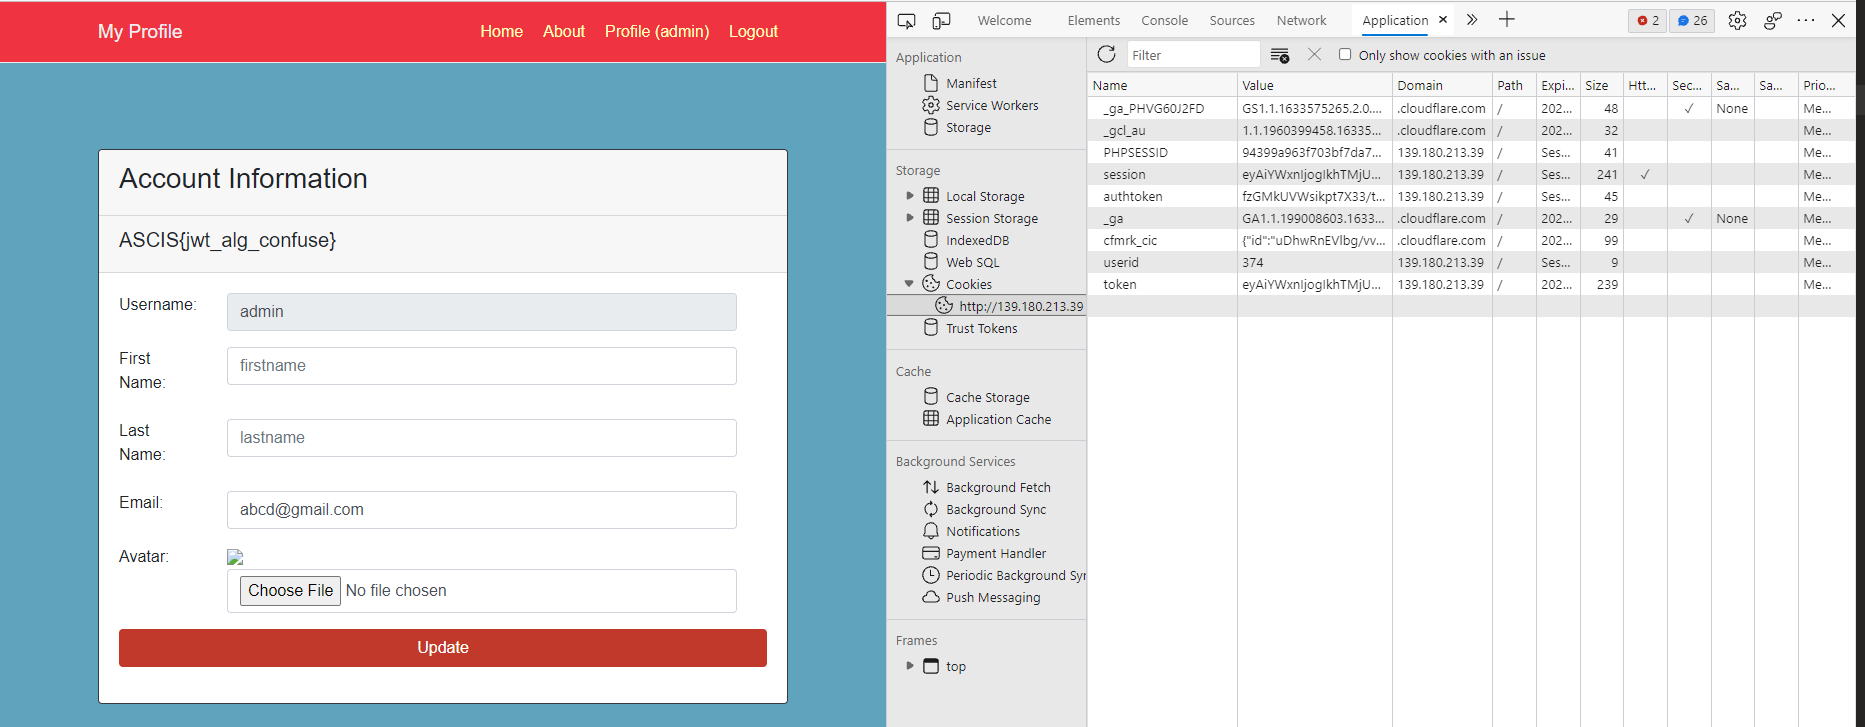 My Profile
Home About Profile (admin) Logout
Account Information
ASCIS{jwt_alg_confuse}
Username: admin
First Name: firstname
Last Name: lastname
Email: abcd@gmail.com
Avatar:
Choose File No file chosen
Update
Welcome Elements Console Sources Network Application 2 26
Application
Manifest
Service Workers
Storage
Storage
Local Storage
Session Storage
IndexedDB
Web SQL
Cookies
http://139.180.213.39
Trust Tokens
Cache
Cache Storage
Application Cache
Background Services
Background Fetch
Background Sync
Notifications
Payment Handler
Periodic Background Syn
Push Messaging
Frames
top
Filter Only show cookies with an issue
Name Value Domain Path Expi... Size Htt... Sec... Sa... Sa... Prio...
_ga_PHVG60J2FD GS1.1.1633575265.2.0.... .cloudflare.com / 202... 48 ✓ None Me...
_gcl_au 1.1.1960399458.16335... .cloudflare.com / 202... 32 Me...
PHPSESSID 94399a963f703bf7da7... 139.180.213.39 / Ses... 41 Me...
session eyAiYWxnIjogIkhTMjU... 139.180.213.39 / Ses... 241 ✓ Me...
authtoken fzGMkUVWsikpt7X33/t... 139.180.213.39 / Ses... 45 Me...
_ga GA1.1.199008603.1633... .cloudflare.com / 202... 29 ✓ None Me...
cfmrk_cic {"id":"uDhwRnEVlbg/vv... .cloudflare.com / 202... 99 Me...
userid 374 139.180.213.39 / Ses... 9 Me...
token eyAiYWxnIjogIkhTMjU... 139.180.213.39 / 202... 239 Me...